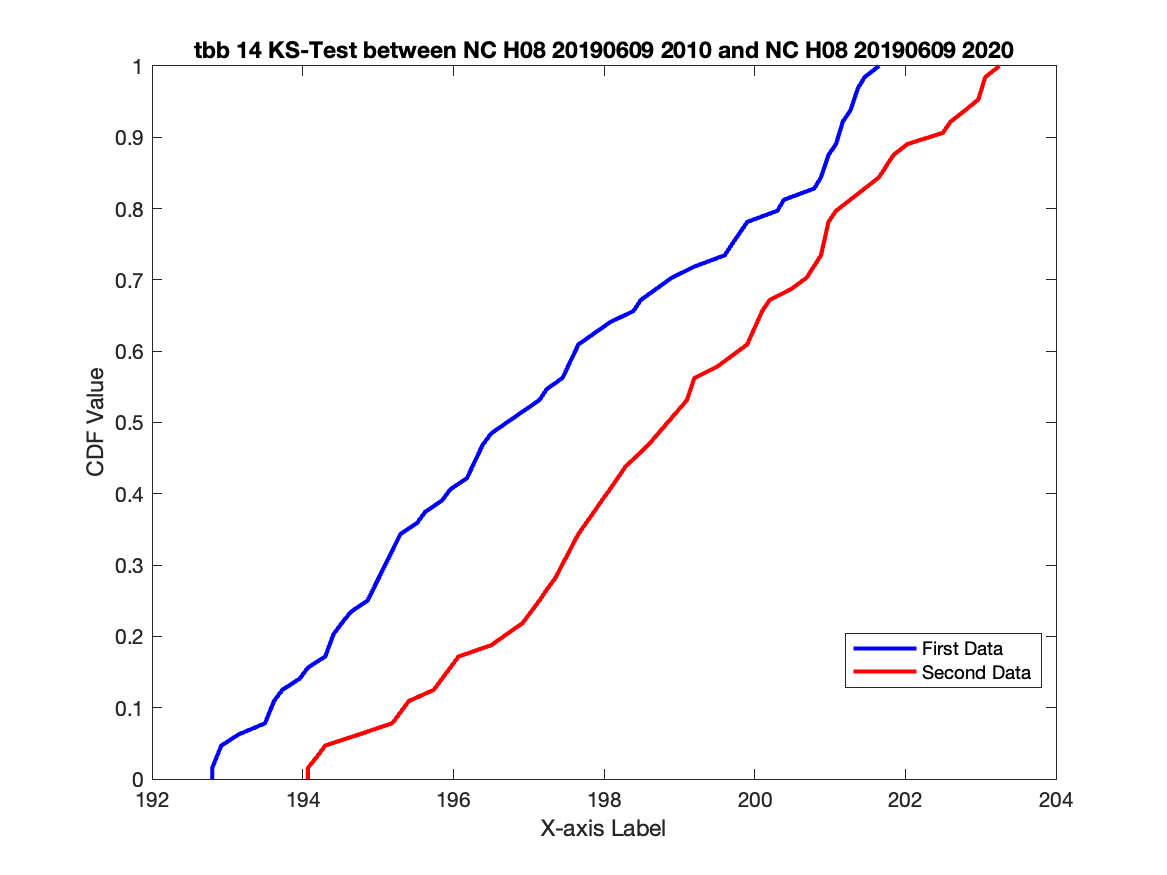 tbb 14 KS-Test between NC H08 20190609 2010 and NC H08 20190609 2020
1
0.9
0.8
0.7
0.6
0.5
0.4
0.3
0.2
0.1
0
CDF Value
First Data
Second Data
192 194 196 198 200 202 204
X-axis Label